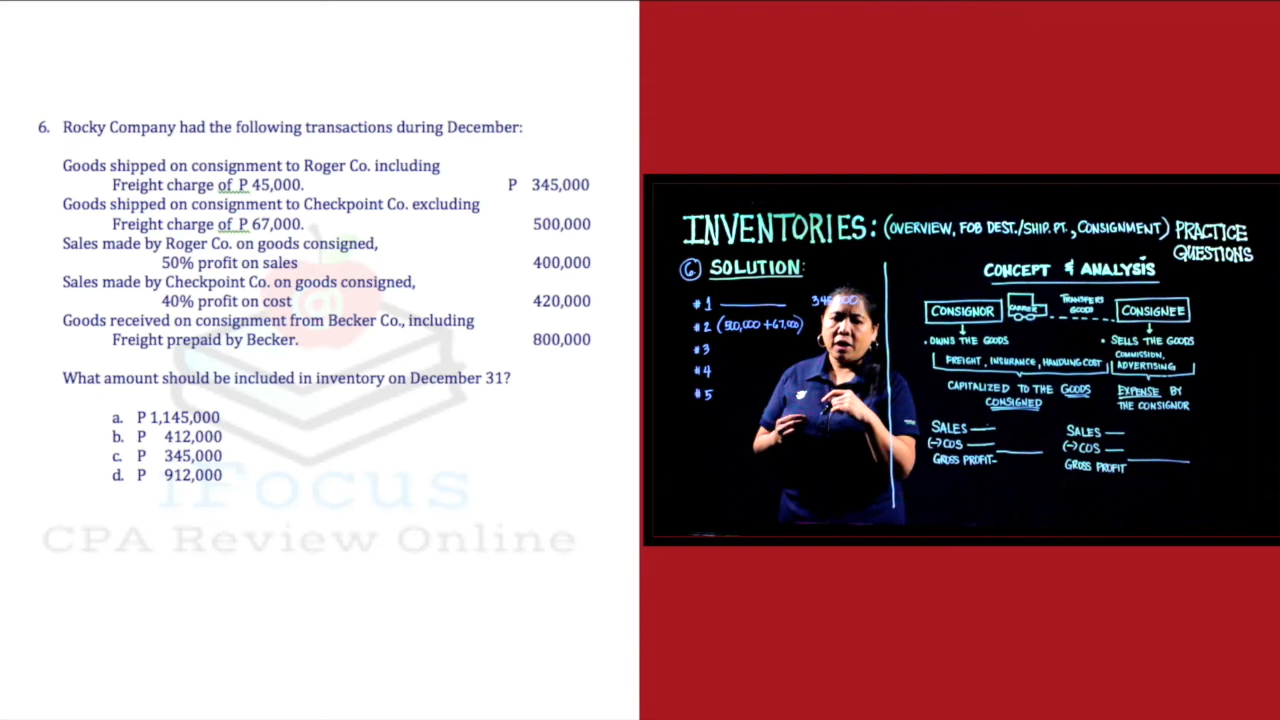 6. Rocky Company had the following transactions during December:
Goods shipped on consignment to Roger Co. including
Freight charge of P 45,000. P 345,000
Goods shipped on consignment to Checkpoint Co. excluding
Freight charge of P 67,000. 500,000
Sales made by Roger Co. on goods consigned,
50% profit on sales 400,000
Sales made by Checkpoint Co. on goods consigned,
40% profit on cost 420,000
Goods received on consignment from Becker Co., including
Freight prepaid by Becker. 800,000
What amount should be included in inventory on December 31?
a. P 1,145,000
b. P 412,000
c. P 345,000
d. P 912,000
iFocus
CPA Review Online
INVENTORIES: (OVERVIEW, FOB DEST./SHIP. PT., CONSIGNMENT) PRACTICE
QUESTIONS
6. SOLUTION:
#1
#2 (500,000 + 67,000)
#3
#4
#5
CONCEPT & ANALYSIS
CONSIGNOR CARRIER TRANSFERS GOODS CONSIGNEE
• OWNS THE GOODS
FREIGHT, INSURANCE, HANDLING COST
CAPITALIZED TO THE GOODS
CONSIGNED
• SELLS THE GOODS
COMMISSION,
ADVERTISING
EXPENSE BY
THE CONSIGNOR
SALES
(-) COS
GROSS PROFIT
SALES
(-) COS
GROSS PROFIT